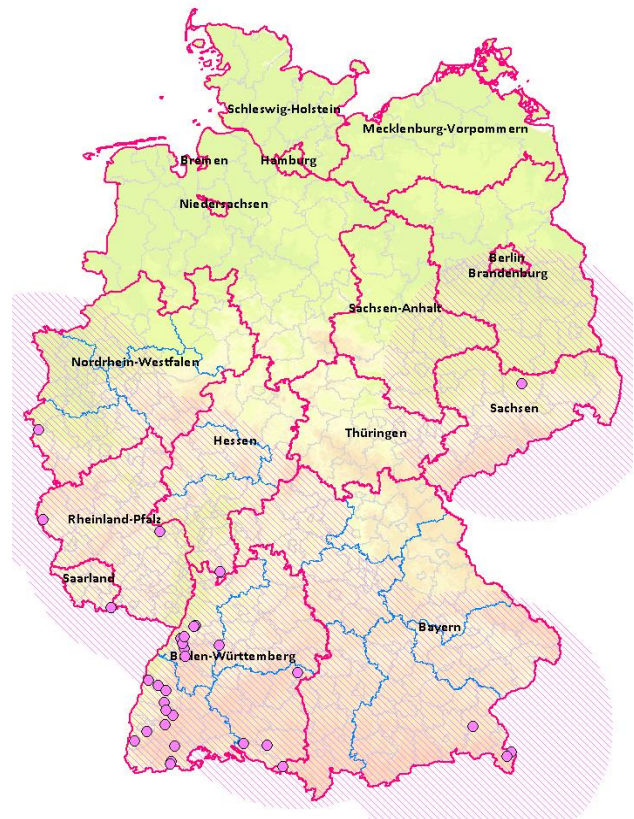 Schleswig-Holstein
Mecklenburg-Vorpommern
Bremen
Hamburg
Niedersachsen
Berlin
Brandenburg
Sachsen-Anhalt
Nordrhein-Westfalen
Sachsen
Thüringen
Hessen
Rheinland-Pfalz
Saarland
Bayern
Baden-Württemberg